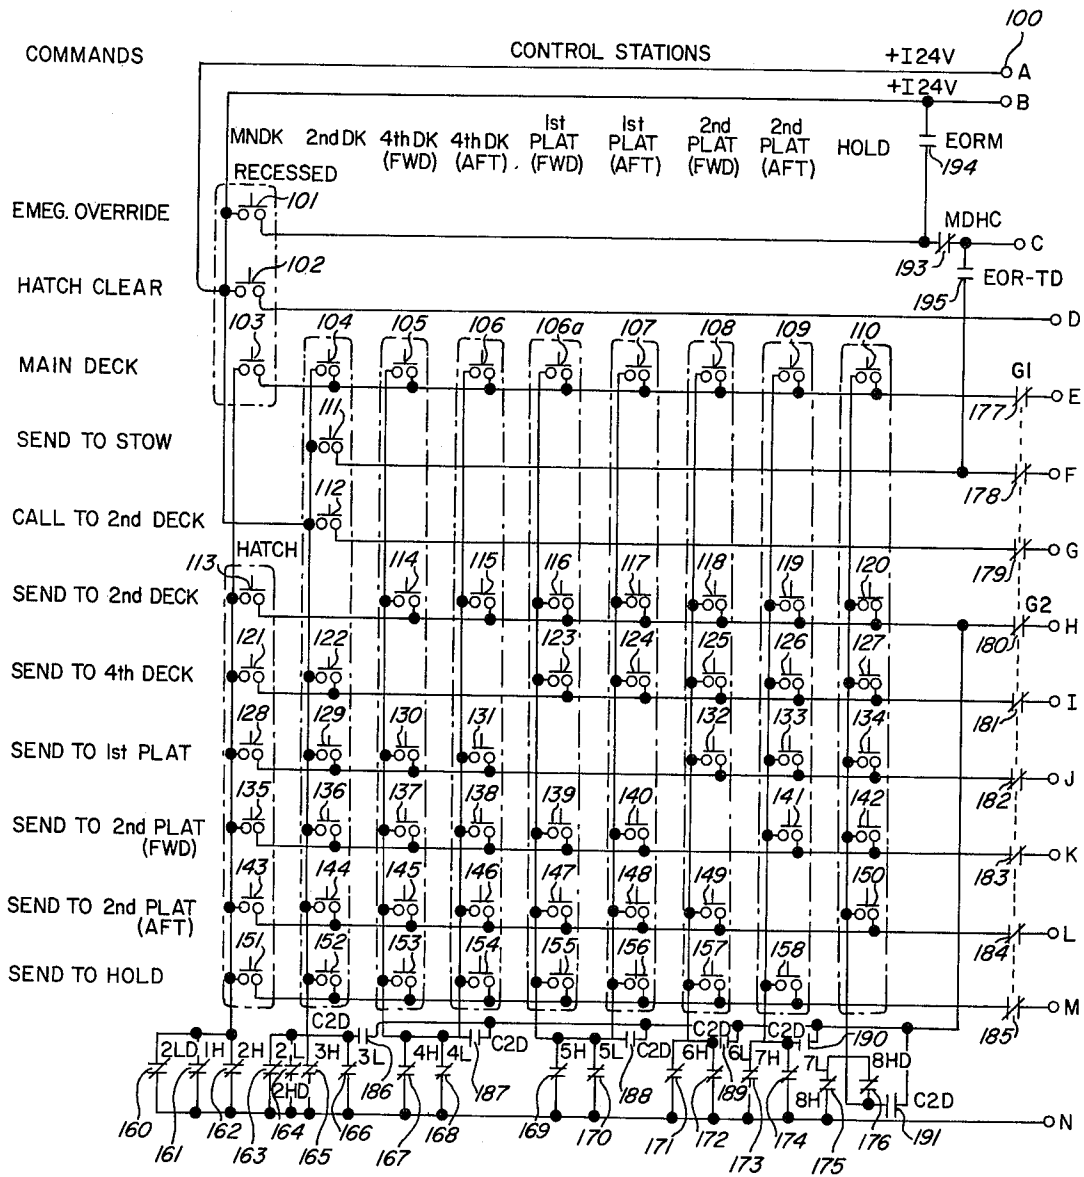 100
COMMANDS
CONTROL STATIONS
+I24V
A
+I24V
B
MNDK
2nd DK
4th DK
(FWD)
4th DK
(AFT).
1st
PLAT
(FWD)
1st
PLAT
(AFT)
2nd
PLAT
(FWD)
2nd
PLAT
(AFT)
HOLD
EORM
194
RECESSED
101
EMEG. OVERRIDE
MDHC
C
193
EOR-TD
195
102
HATCH CLEAR
D
103 104 105 106 106a 107 108 109 110
MAIN DECK
G1
E
177
111
SEND TO STOW
F
178
112
CALL TO 2nd DECK
G
179
HATCH
113 114 115 116 117 118 119 120
SEND TO 2nd DECK
G2
H
180
121 122 123 124 125 126 127
SEND TO 4th DECK
I
181
128 129 130 131 132 133 134
SEND TO 1st PLAT
J
182
135 136 137 138 139 140 141 142
SEND TO 2nd PLAT
(FWD)
K
183
143 144 145 146 147 148 149 150
SEND TO 2nd PLAT
(AFT)
L
184
151 152 153 154 155 156 157 158
SEND TO HOLD
M
185
C2D C2D C2D C2D C2D
2LD 1H 2H 2L 3H 3L 4H 4L 5H 5L 6H 6L 7H 7L 8HD
2HD
186 187 188 189 190
8H
C2D
N
160 161 162 163 164 165 166 167 168 169 170 171 172 173 174 175 176 191